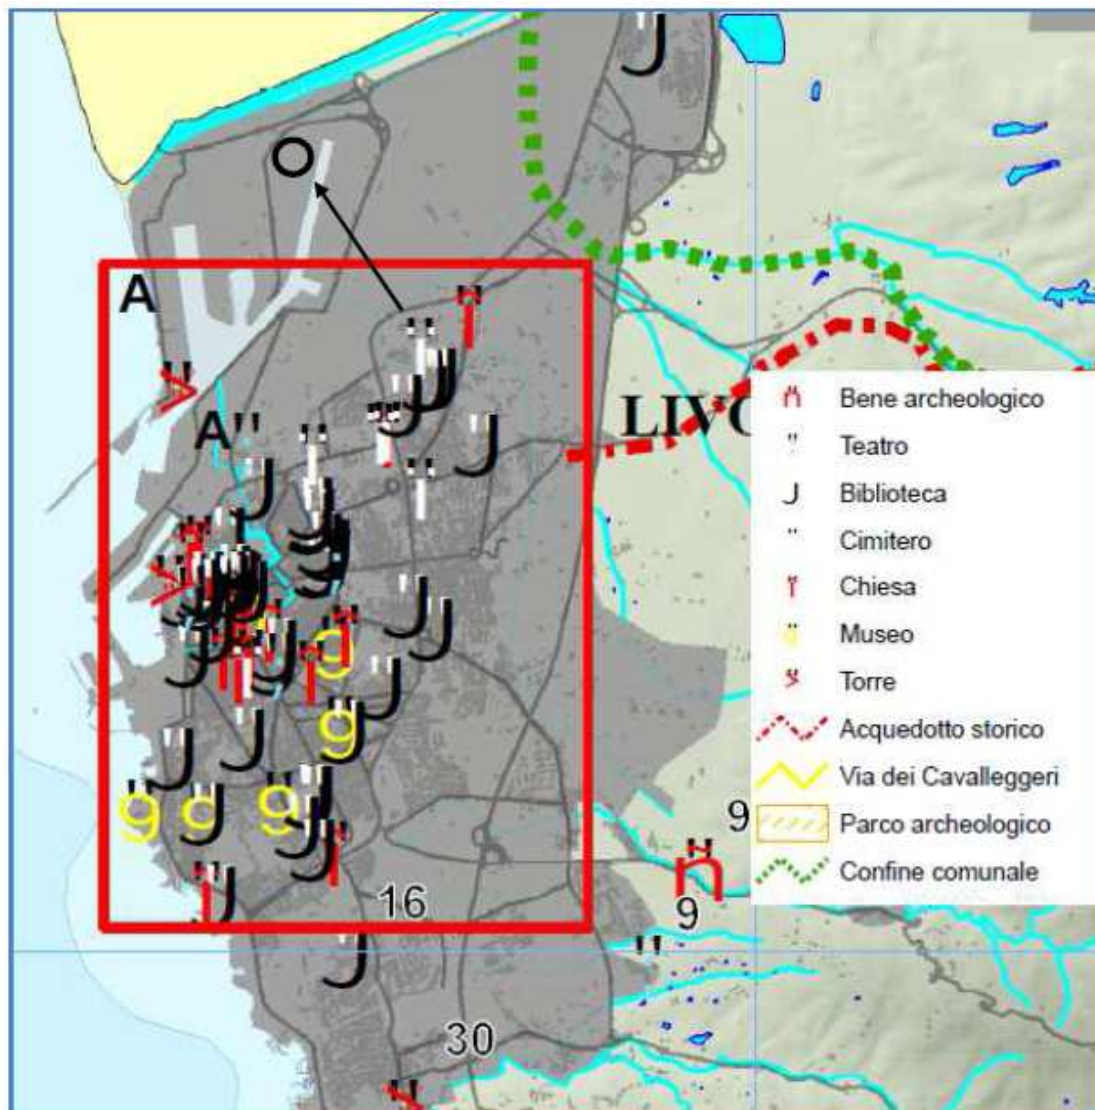 A
LIVO
A
Bene archeologico
Teatro
Biblioteca
Cimitero
Chiesa
Museo
Torre
Acquedotto storico
Via dei Cavalleggeri
Parco archeologico
Confine comunale
9
16
9
30